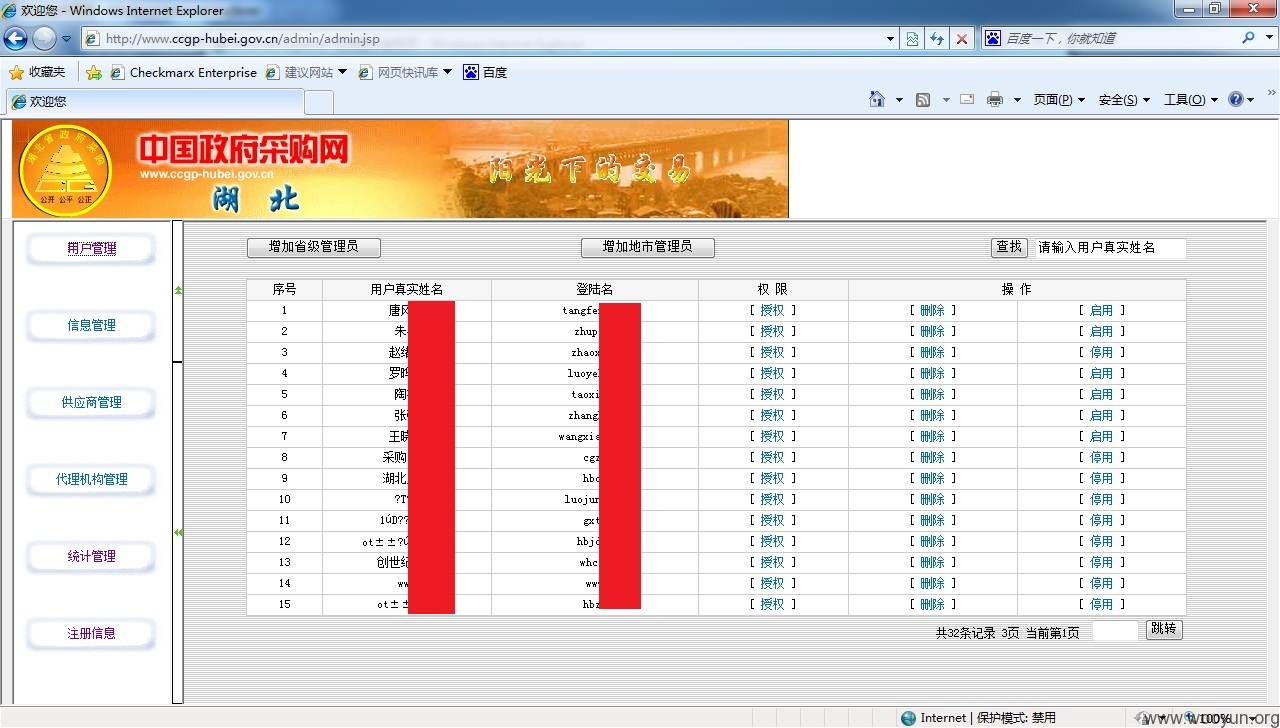 欢迎您 - Windows Internet Explorer
http://www.ccgp-hubei.gov.cn/admin/admin.jsp
百度一下，你就知道
收藏夹 Checkmarx Enterprise 建议网站 网页快讯库 百度
欢迎您
页面(P) 安全(S) 工具(O)
湖北省政府采购
公开 公平 公正
中国政府采购网
www.ccgp-hubei.gov.cn
湖 北
阳光下的交易
用户管理
信息管理
供应商管理
代理机构管理
统计管理
注册信息
增加省级管理员 增加地市管理员 查找 请输入用户真实姓名
序号 用户真实姓名 登陆名 权 限 操 作
1 唐 tangfe [ 授权 ] [ 删除 ] [ 启用 ]
2 朱 zhup [ 授权 ] [ 删除 ] [ 启用 ]
3 赵 zhaox [ 授权 ] [ 删除 ] [ 停用 ]
4 罗 luoye [ 授权 ] [ 删除 ] [ 启用 ]
5 陶 taoxi [ 授权 ] [ 删除 ] [ 启用 ]
6 张 zhang [ 授权 ] [ 删除 ] [ 启用 ]
7 王 wangxia [ 授权 ] [ 删除 ] [ 启用 ]
8 采购 cgz [ 授权 ] [ 删除 ] [ 停用 ]
9 湖北 hbc [ 授权 ] [ 删除 ] [ 停用 ]
10 ?T? luojun [ 授权 ] [ 删除 ] [ 停用 ]
11 1úD?? gxt [ 授权 ] [ 删除 ] [ 停用 ]
12 ot±±?ú hbjd [ 授权 ] [ 删除 ] [ 停用 ]
13 创世纪 whc [ 授权 ] [ 删除 ] [ 停用 ]
14 ww ww [ 授权 ] [ 删除 ] [ 停用 ]
15 ot±± hbz [ 授权 ] [ 删除 ] [ 停用 ]
共32条记录 3页 当前第1页 跳转
Internet | 保护模式: 禁用 100%
www.wooyun.org